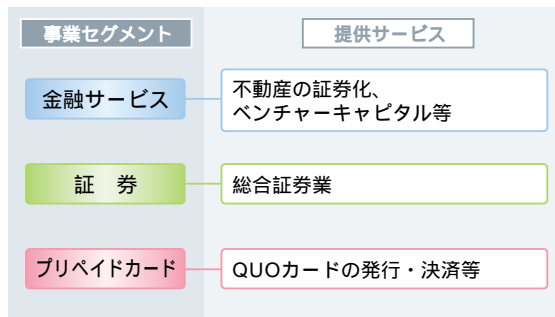 事業セグメント
提供サービス
金融サービス
不動産の証券化、
ベンチャーキャピタル等
証 券
総合証券業
プリペイドカード
QUOカードの発行・決済等